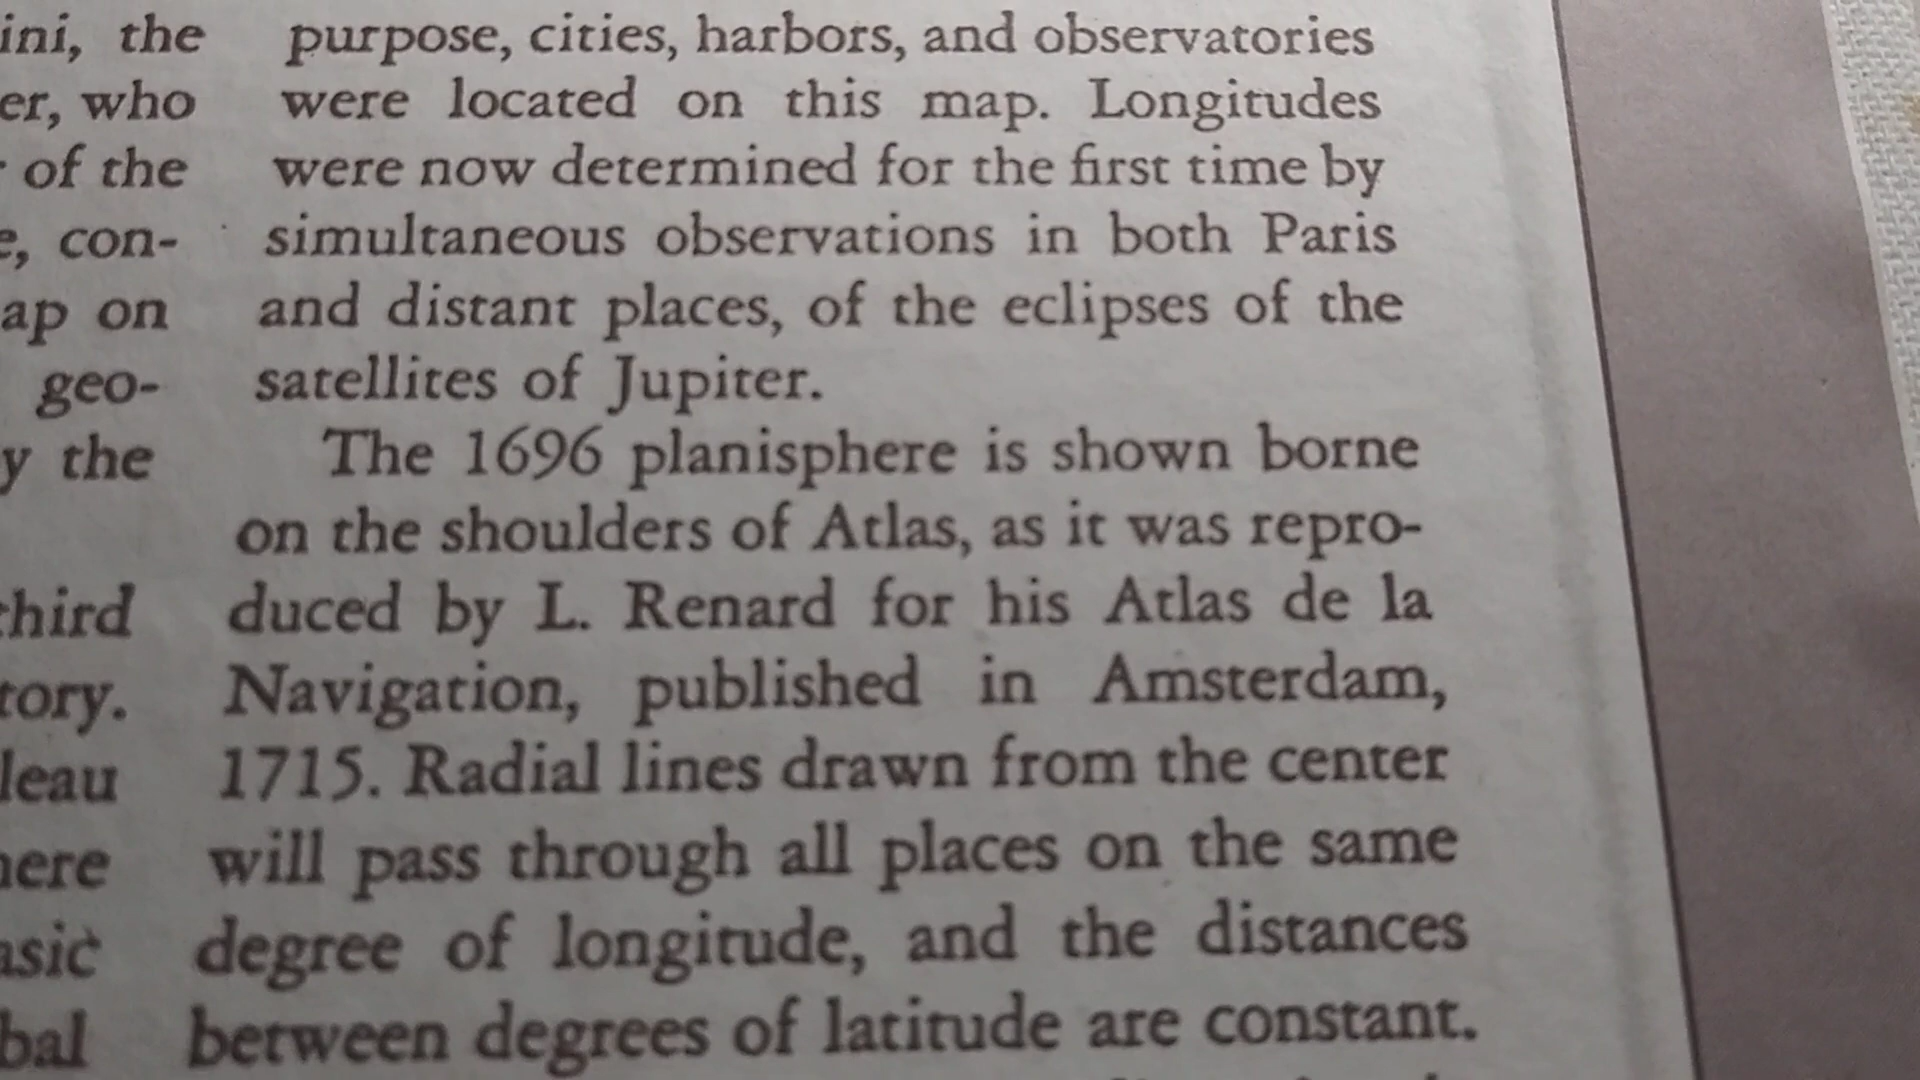 ini, the
er, who
of the
e, con-
ap on
geo-
y the
third
tory.
leau
here
asic
bal
purpose, cities, harbors, and observatories
were located on this map. Longitudes
were now determined for the first time by
simultaneous observations in both Paris
and distant places, of the eclipses of the
satellites of Jupiter.
The 1696 planisphere is shown borne
on the shoulders of Atlas, as it was repro-
duced by L. Renard for his Atlas de la
Navigation, published in Amsterdam,
1715. Radial lines drawn from the center
will pass through all places on the same
degree of longitude, and the distances
between degrees of latitude are constant.